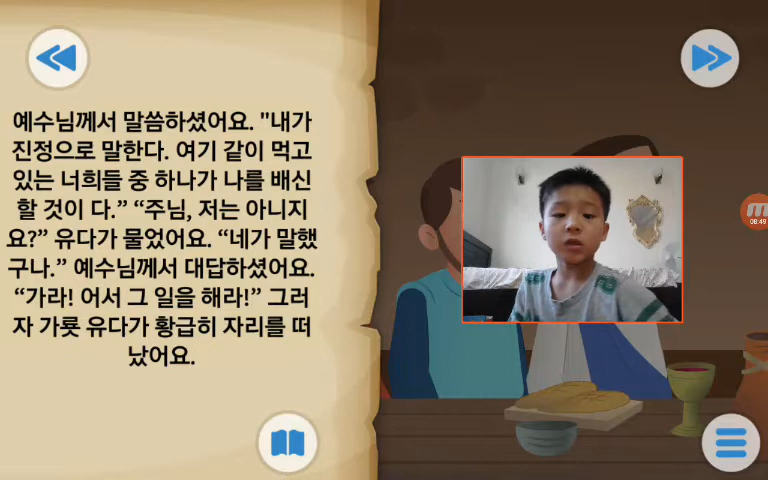 예수님께서 말씀하셨어요. "내가
진정으로 말한다. 여기 같이 먹고
있는 너희들 중 하나가 나를 배신
할 것이 다.” “주님, 저는 아니지
요?” 유다가 물었어요. “네가 말했
구나.” 예수님께서 대답하셨어요.
“가라! 어서 그 일을 해라!” 그러
자 가룟 유다가 황급히 자리를 떠
났어요.
08:49